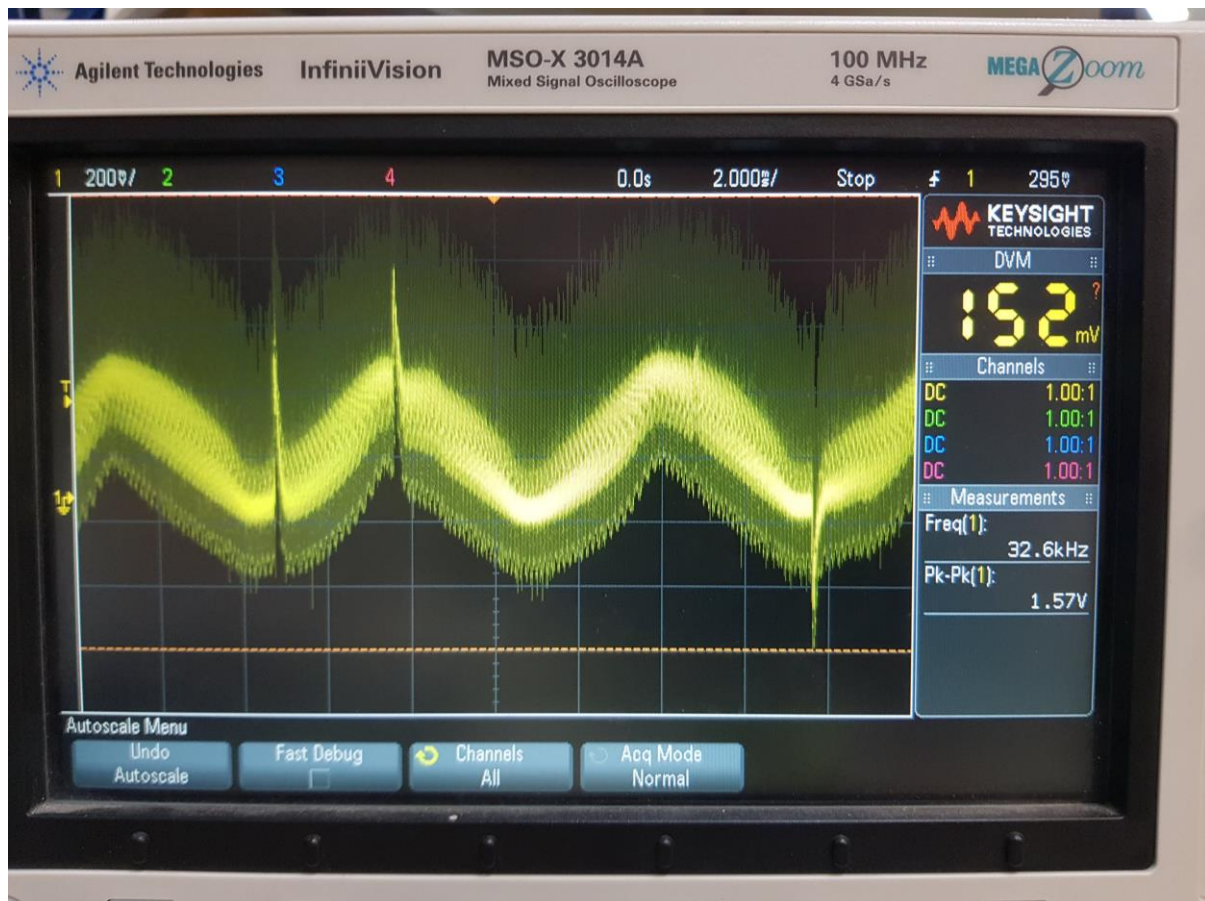 Agilent Technologies InfiniiVision MSO-X 3014A 100 MHz MEGA Zoom
Mixed Signal Oscilloscope 4 GSa/s
1 200mV/ 2 3 4 0.0s 2.000ms/ Stop 1 295mV
KEYSIGHT
TECHNOLOGIES
DVM
152 ?
mV
Channels
DC 1.00:1
DC 1.00:1
DC 1.00:1
DC 1.00:1
Measurements
Freq(1):
32.6kHz
Pk-Pk(1):
1.57V
T
1
Autoscale Menu
Undo
Autoscale
Fast Debug
Channels
All
Acq Mode
Normal